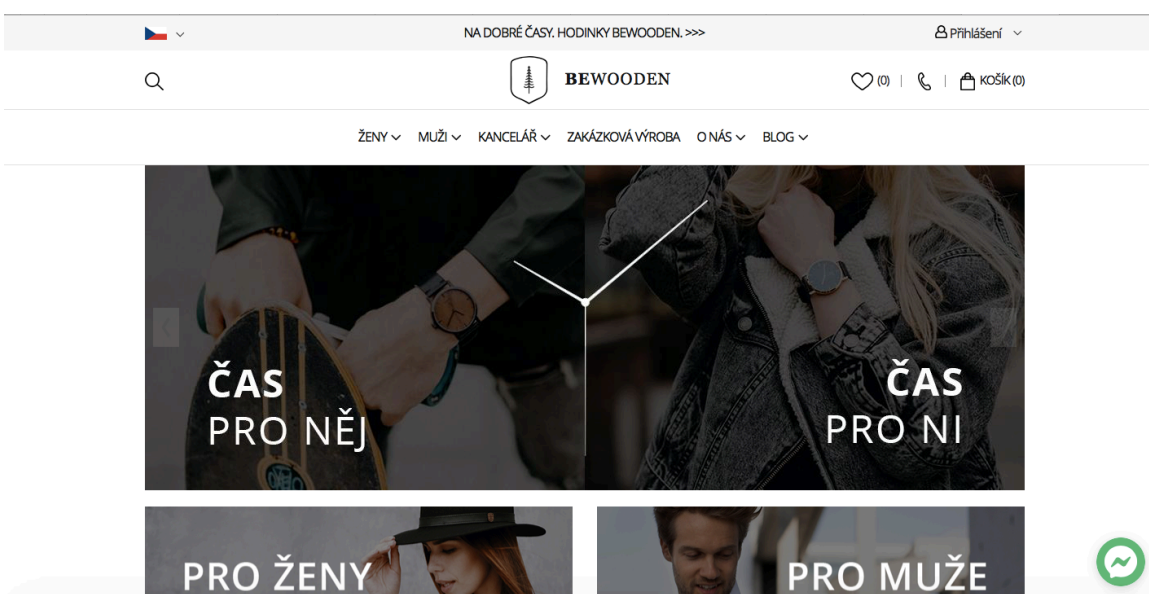 NA DOBRÉ ČASY. HODINKY BEWOODEN. >>>
Přihlášení
BEWOODEN
(0)
KOŠÍK (0)
ŽENY MUŽI KANCELÁŘ ZAKÁZKOVÁ VÝROBA O NÁS BLOG
ČAS
PRO NĚJ
ČAS
PRO NI
PRO ŽENY
PRO MUŽE